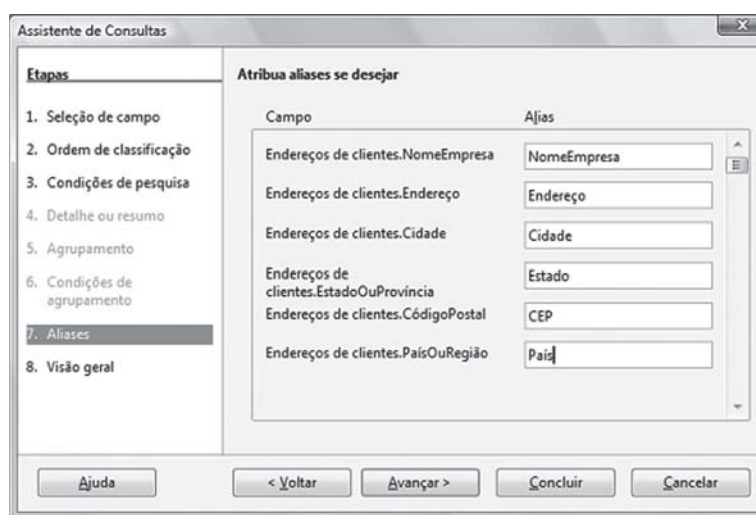 Assistente de Consultas
Etapas
1. Seleção de campo
2. Ordem de classificação
3. Condições de pesquisa
4. Detalhe ou resumo
5. Agrupamento
6. Condições de
agrupamento
7. Aliases
8. Visão geral
Atribua aliases se desejar
Campo Alias
Endereços de clientes.NomeEmpresa NomeEmpresa
Endereços de clientes.Endereço Endereço
Endereços de clientes.Cidade Cidade
Endereços de
clientes.EstadoOuProvíncia Estado
Endereços de clientes.CódigoPostal CEP
Endereços de clientes.PaísOuRegião País
Ajuda < Voltar Avançar > Concluir Cancelar